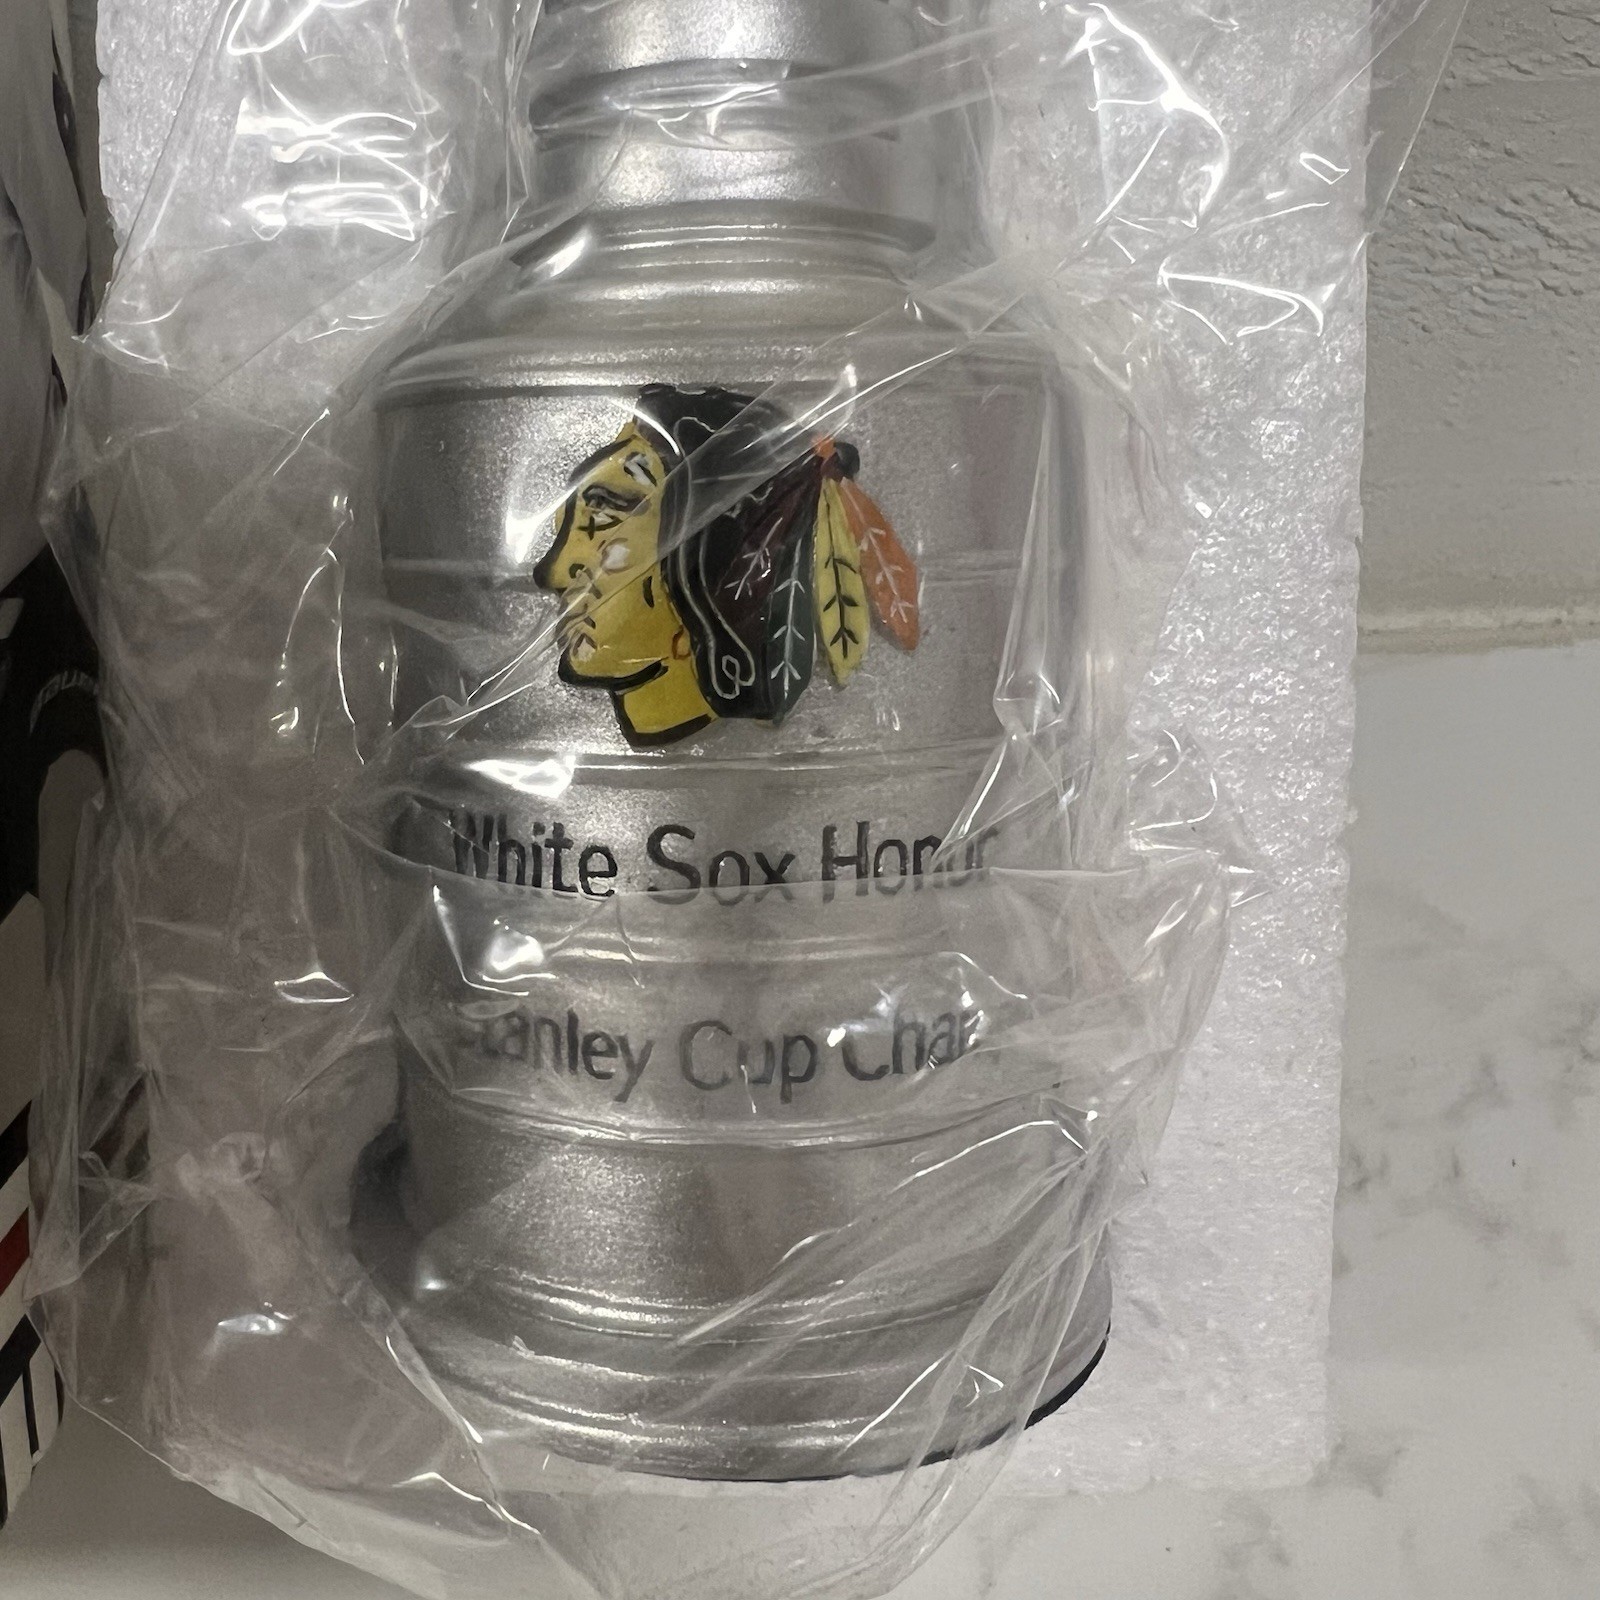 White Sox Honor
Stanley Cup Cham